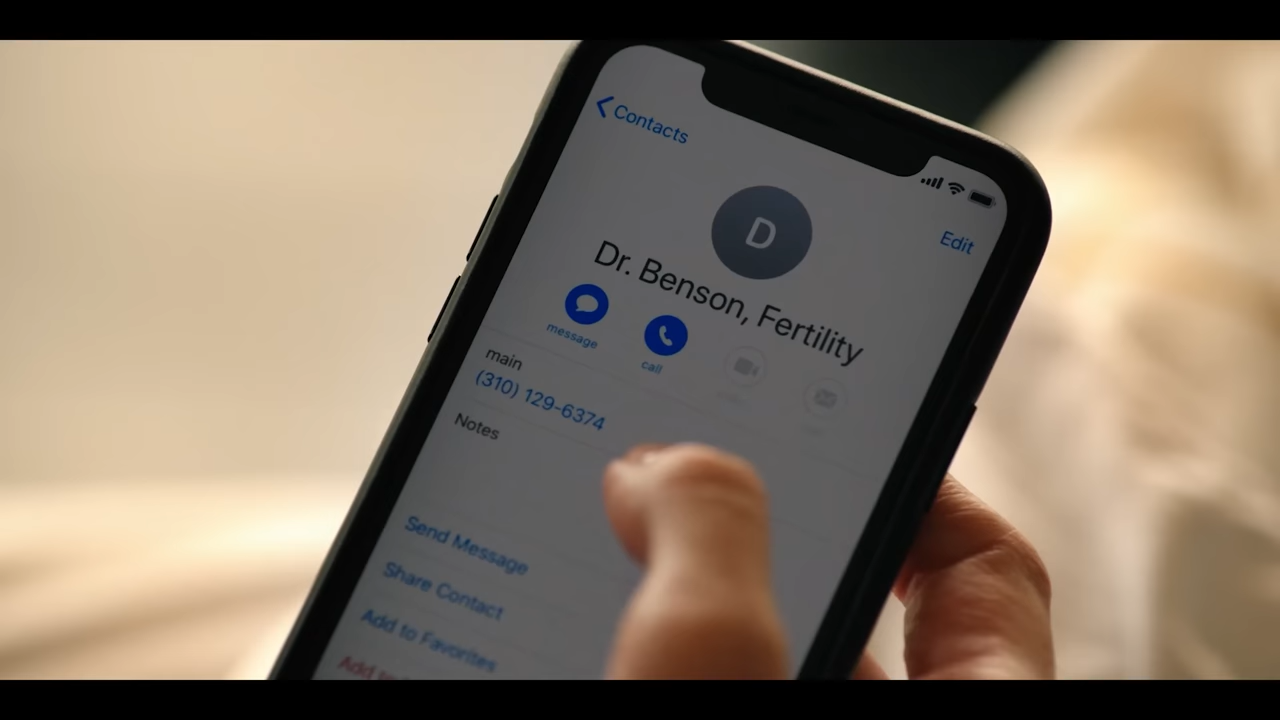 Contacts
Edit
D
Dr. Benson, Fertility
message
call
main
(310) 129-6374
Notes
Send Message
Share Contact
Add to Favorites
Add